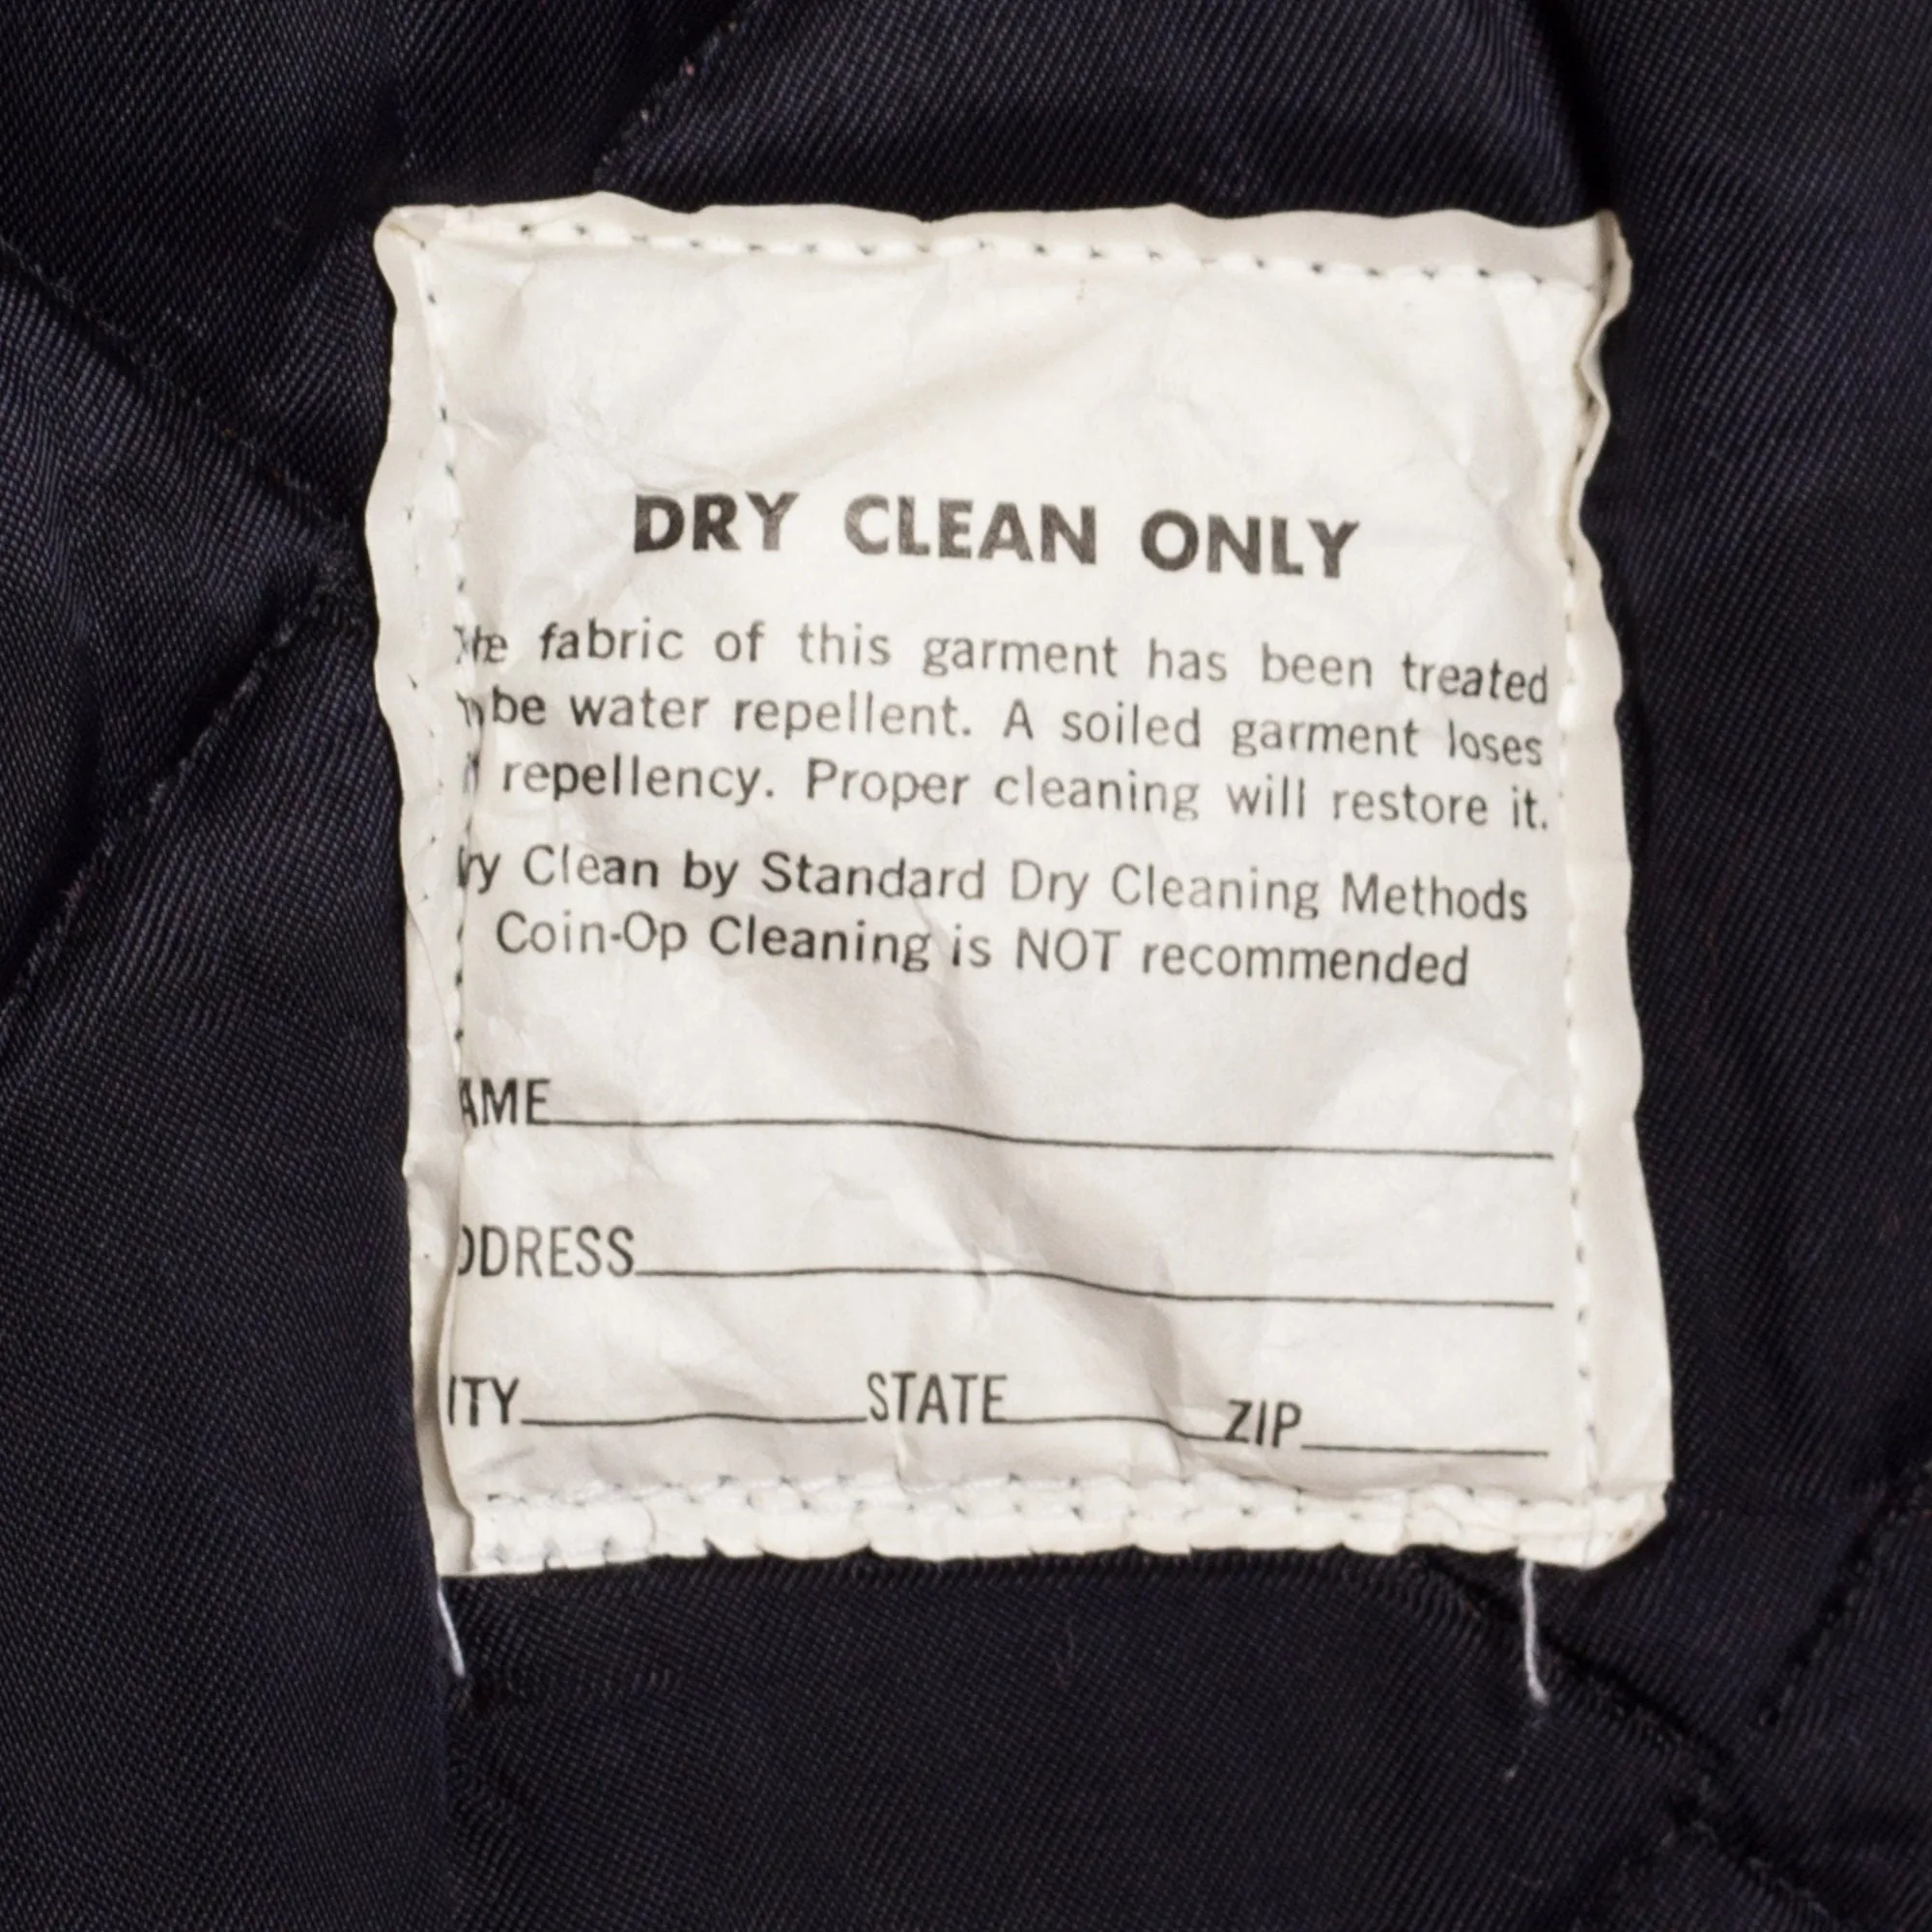 DRY CLEAN ONLY
fabric of this garment has been treated
be water repellent. A soiled garment loses
repellency. Proper cleaning will restore it.
ry Clean by Standard Dry Cleaning Methods
Coin-Op Cleaning is NOT recommended
AME
DDRESS
ITY STATE ZIP